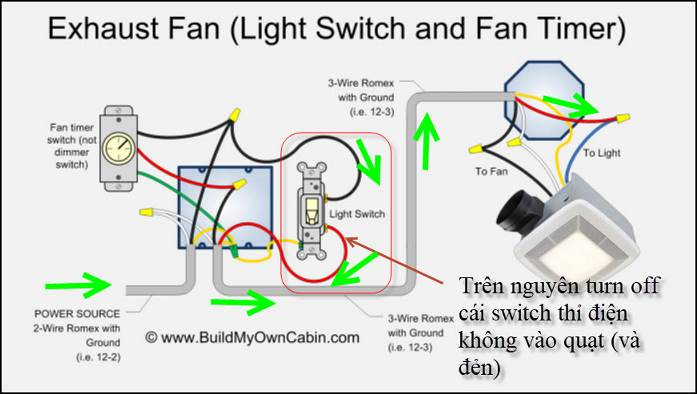 Exhaust Fan (Light Switch and Fan Timer)
3-Wire Romex
with Ground
(i.e. 12-3)
Fan timer
switch (not
dimmer
switch)
To Fan
To Light
Light Switch
POWER SOURCE
2-Wire Romex with
Ground
(i.e. 12-2)
3-Wire Romex
with Ground
(i.e. 12-3)
© www.BuildMyOwnCabin.com
Trên nguyên turn off
cái switch thỉ điện
không vào quạt (và
đẻn)